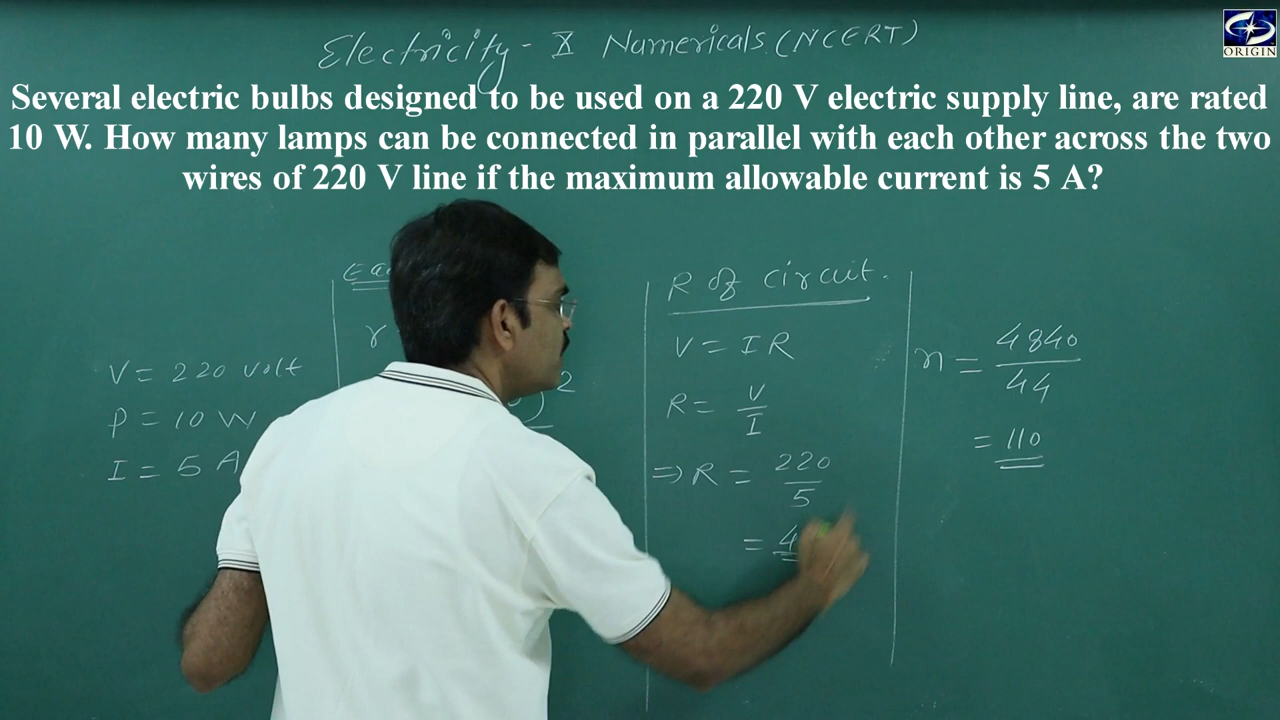 Electricity - X Numericals (NCERT)
ORIGIN
Several electric bulbs designed to be used on a 220 V electric supply line, are rated
10 W. How many lamps can be connected in parallel with each other across the two
wires of 220 V line if the maximum allowable current is 5 A?
V = 220 volt
P = 10 W
I = 5 A
r
)²
R of circuit.
V = IR
R = V/I
⇒ R = 220/5
= 4
n = 4840/44
= 110